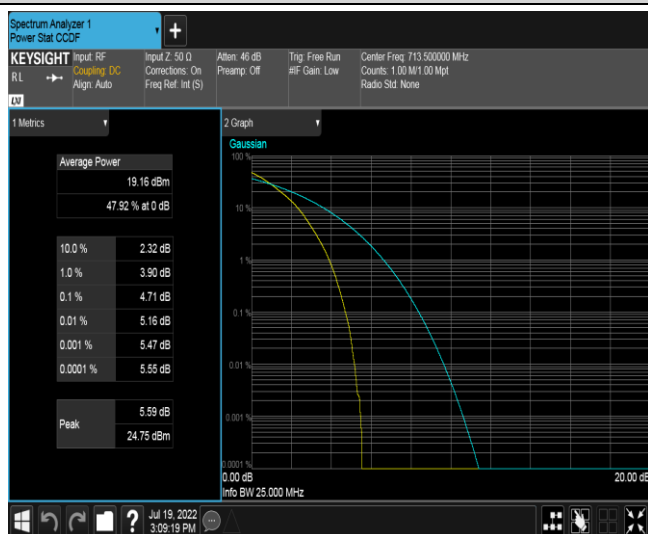 Spectrum Analyzer 1
Power Stat CCDF
+
KEYSIGHT
RL
LXI
Input: RF
Coupling: DC
Align: Auto
Input Z: 50 Ω
Corrections: On
Freq Ref: Int (S)
Atten: 46 dB
Preamp: Off
Trig: Free Run
#IF Gain: Low
Center Freq: 713.500000 MHz
Counts: 1.00 M/1.00 Mpt
Radio Std: None
1 Metrics
Average Power
19.16 dBm
47.92 % at 0 dB
10.0 % 2.32 dB
1.0 % 3.90 dB
0.1 % 4.71 dB
0.01 % 5.16 dB
0.001 % 5.47 dB
0.0001 % 5.55 dB
Peak
5.59 dB
24.75 dBm
2 Graph
Gaussian
100 %
10 %
1 %
0.1 %
0.01 %
0.001 %
0.0001 %
0.00 dB
20.00 dB
Info BW 25.000 MHz
?
Jul 19, 2022
3:09:19 PM